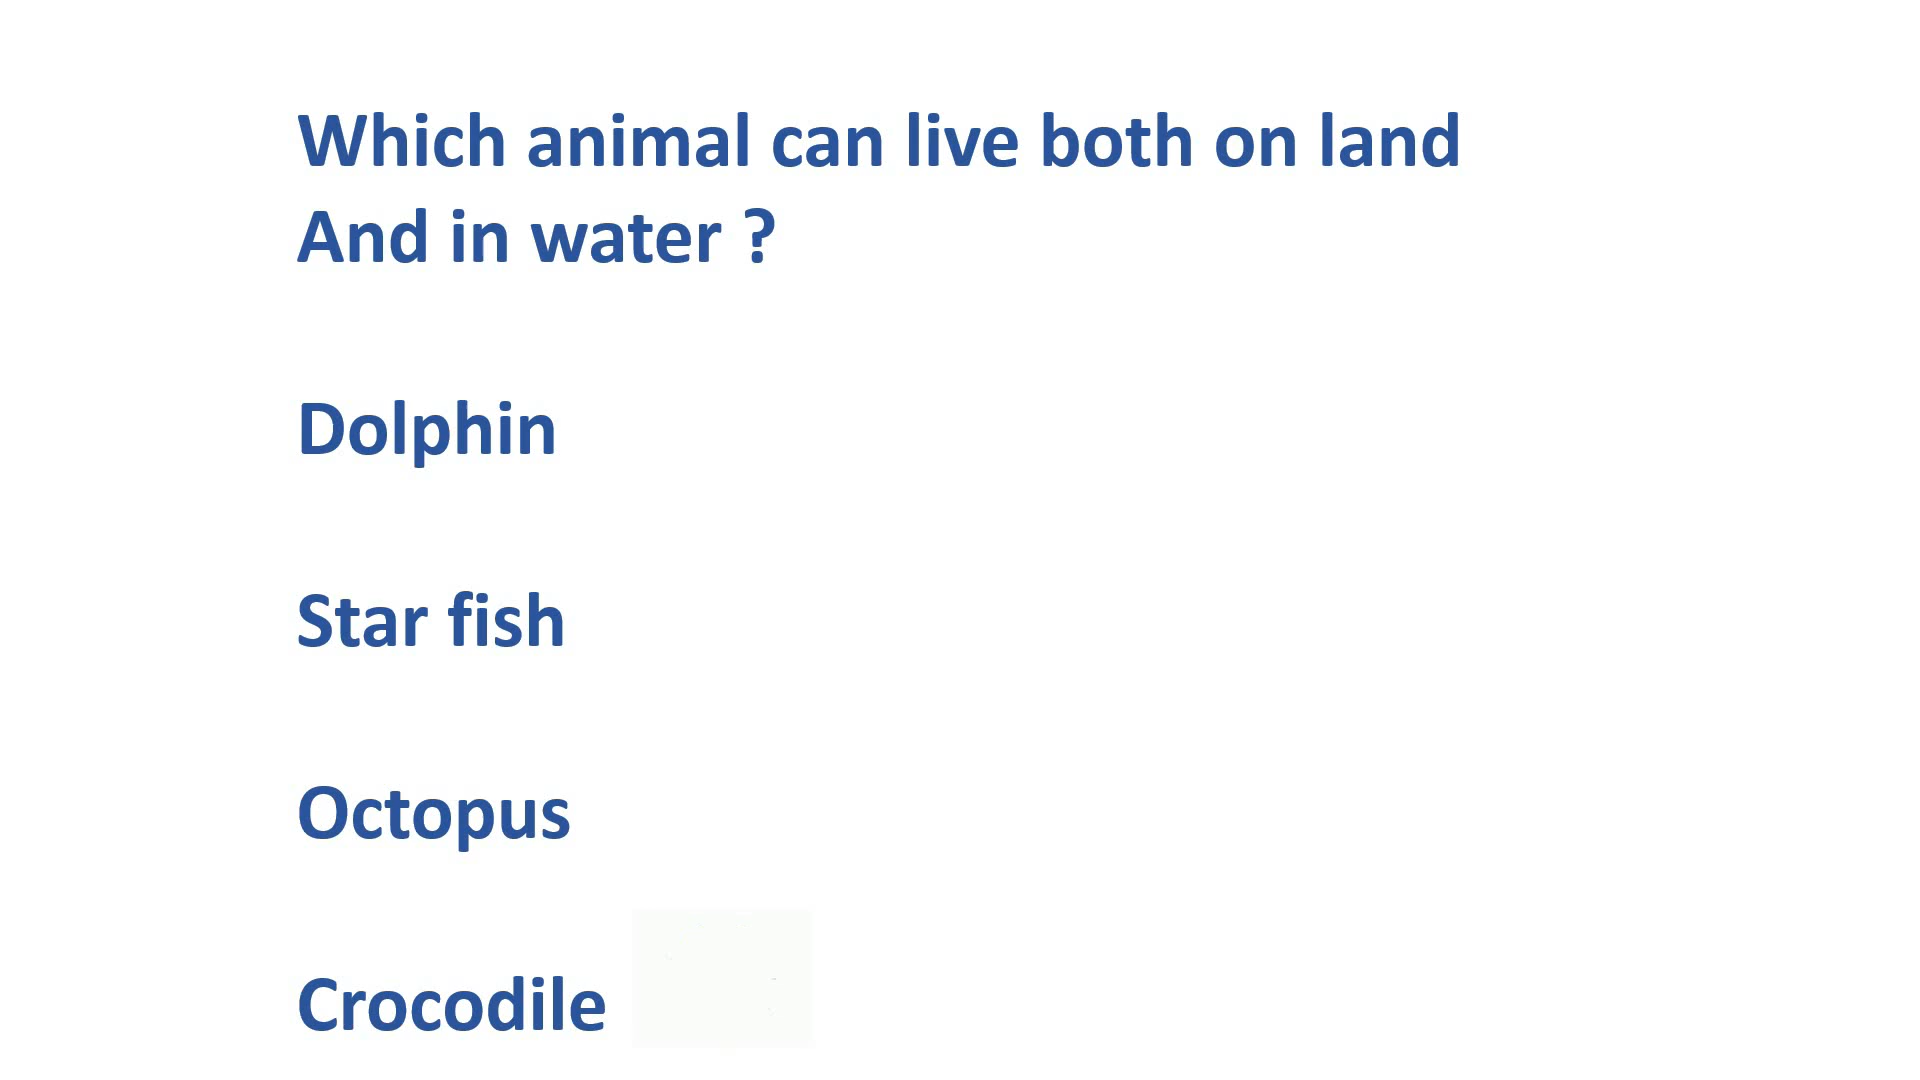 Which animal can live both on land
And in water ?
Dolphin
Star fish
Octopus
Crocodile